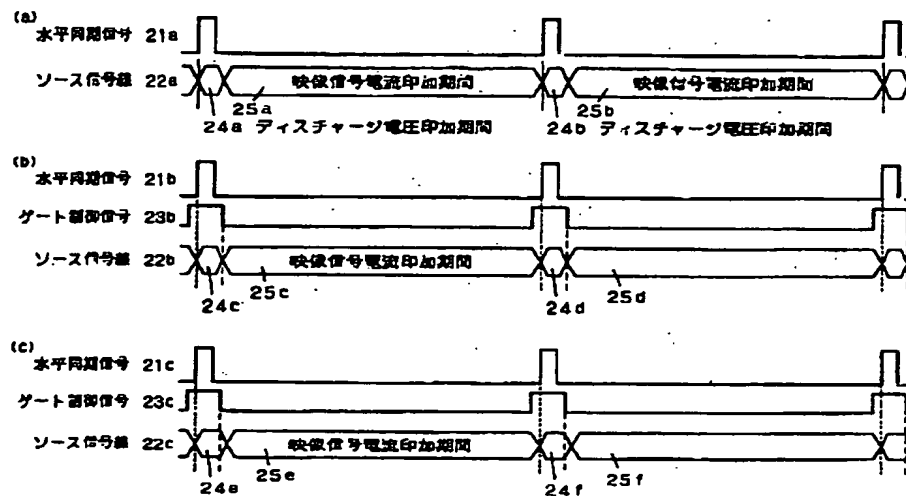 (a)
水平同期信号 21a
ソース信号線 22a 映像信号電流印加期間 映像信号電流印加期間
25a 25b
24a ディスチャージ電圧印加期間 24b ディスチャージ電圧印加期間
(b)
水平同期信号 21b
ゲート制御信号 23b
ソース信号線 22b 映像信号電流印加期間
24c 25c 24d 25d
(c)
水平同期信号 21c
ゲート制御信号 23c
ソース信号線 22c 映像信号電流印加期間
24e 25e 24f 25f